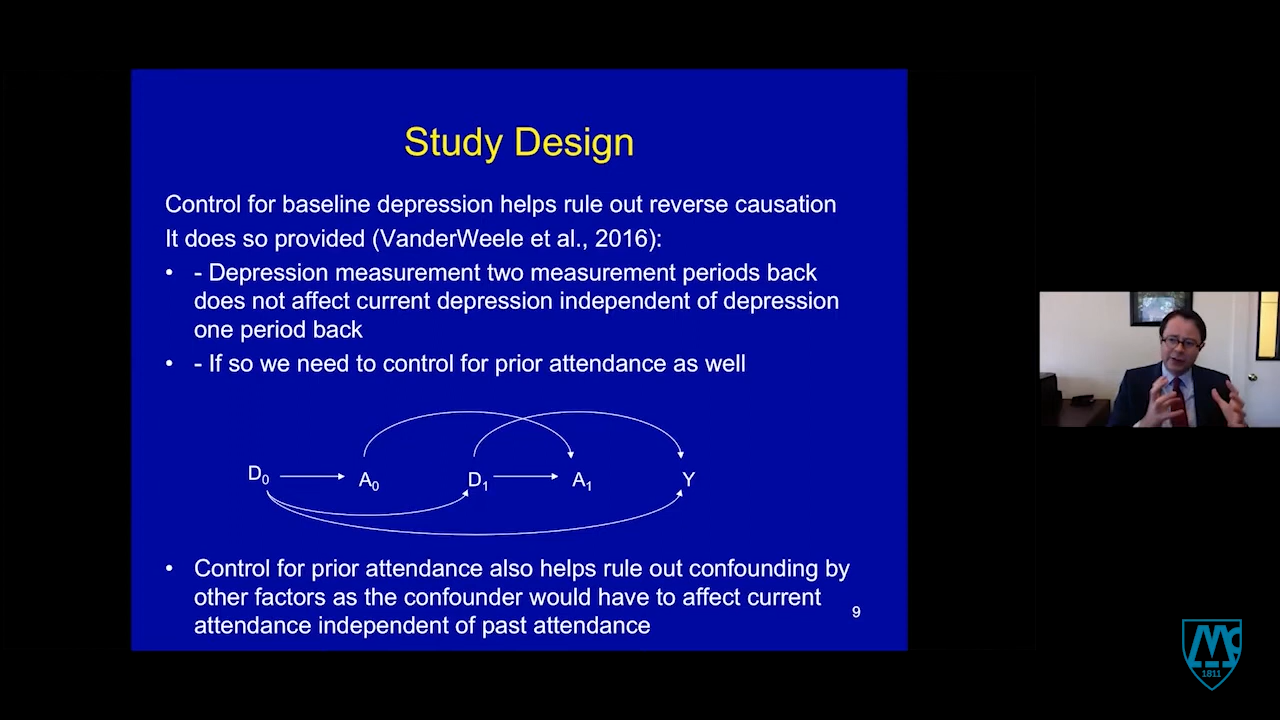 Study Design
Control for baseline depression helps rule out reverse causation
It does so provided (VanderWeele et al., 2016):
• - Depression measurement two measurement periods back
does not affect current depression independent of depression
one period back
• - If so we need to control for prior attendance as well
D₀ A₀ D₁ A₁ Y
• Control for prior attendance also helps rule out confounding by
other factors as the confounder would have to affect current
attendance independent of past attendance
9
Mc
1811